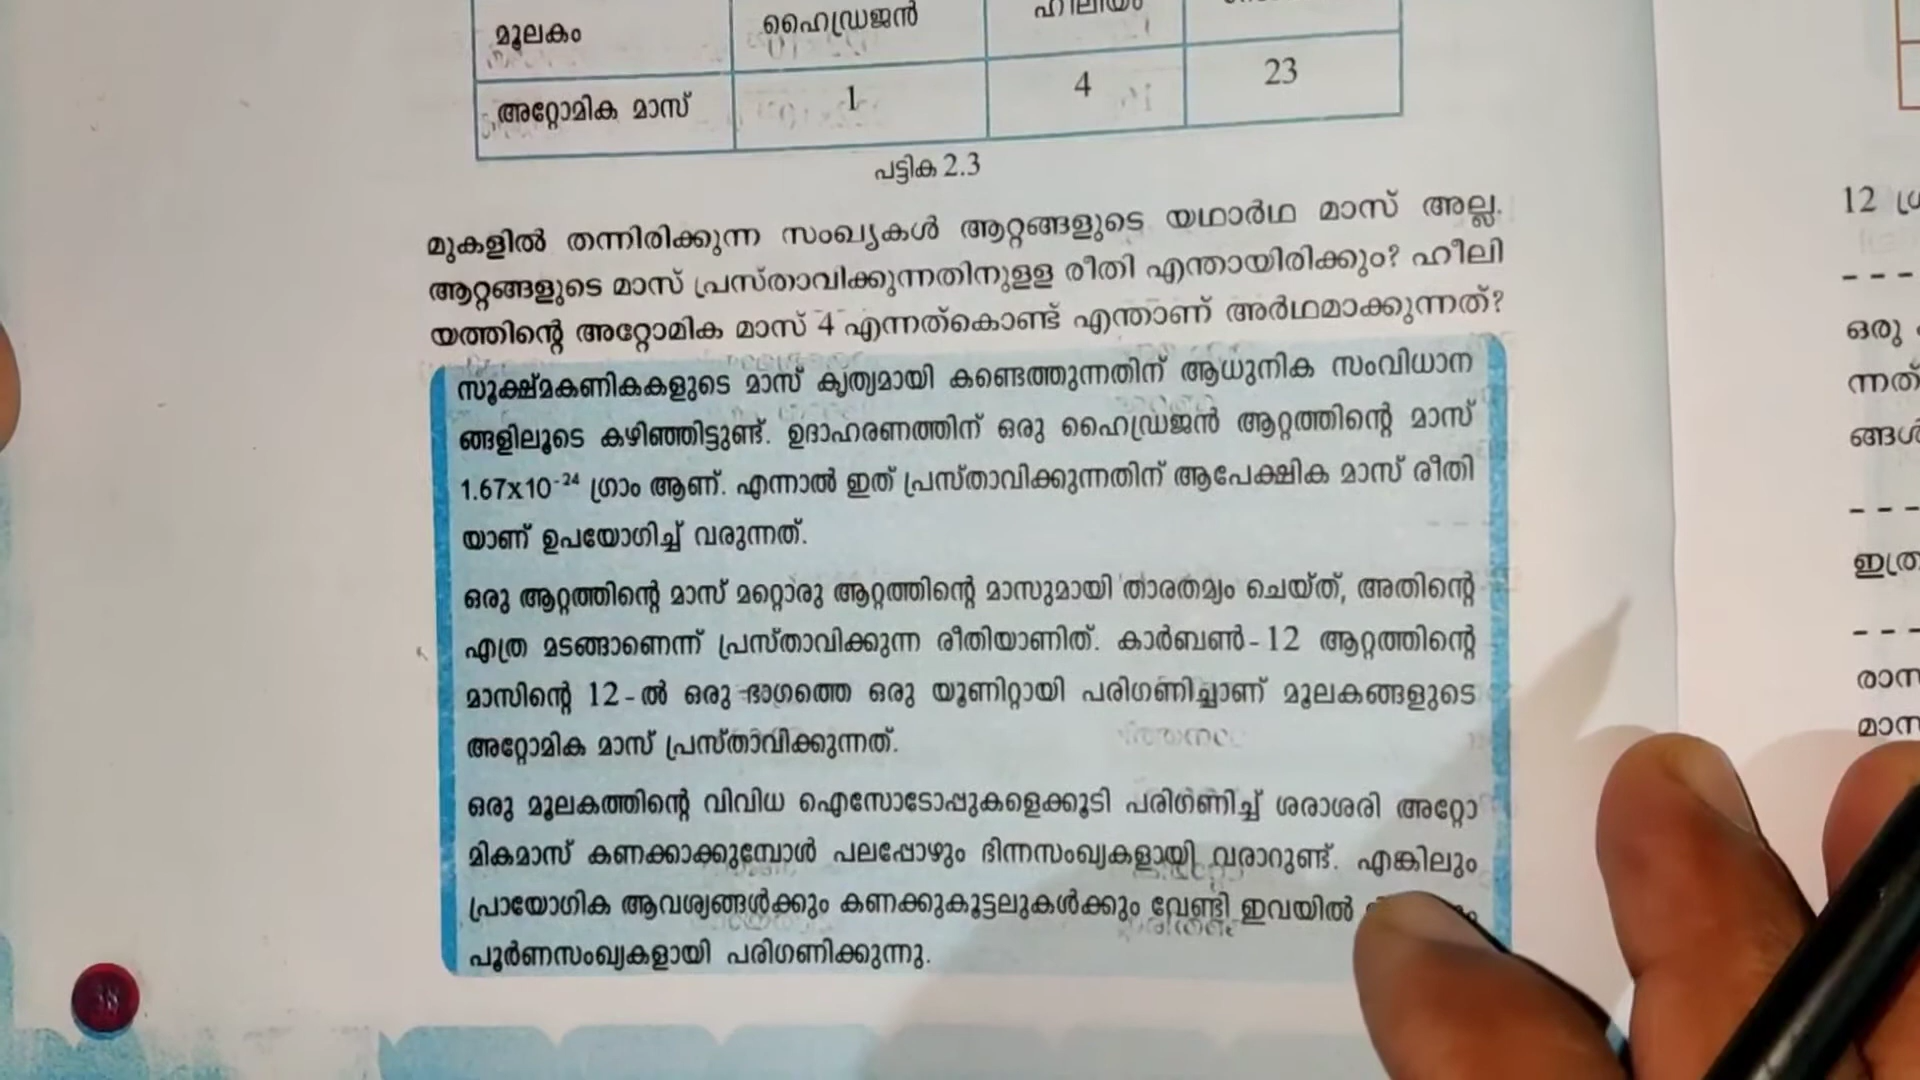 മൂലകം ഹൈഡ്രജൻ ഹീലിയം
അറ്റോമിക മാസ് 1 4 23
പട്ടിക 2.3
മുകളിൽ തന്നിരിക്കുന്ന സംഖ്യകൾ ആറ്റങ്ങളുടെ യഥാർഥ മാസ് അല്ല.
ആറ്റങ്ങളുടെ മാസ് പ്രസ്താവിക്കുന്നതിനുള്ള രീതി എന്തായിരിക്കും? ഹീലി
യത്തിന്റെ അറ്റോമിക മാസ് 4 എന്നത്കൊണ്ട് എന്താണ് അർഥമാക്കുന്നത്?
സൂക്ഷ്മകണികകളുടെ മാസ് കൃത്യമായി കണ്ടെത്തുന്നതിന് ആധുനിക സംവിധാന
ങ്ങളിലൂടെ കഴിഞ്ഞിട്ടുണ്ട്. ഉദാഹരണത്തിന് ഒരു ഹൈഡ്രജൻ ആറ്റത്തിന്റെ മാസ്
1.67x10⁻²⁴ ഗ്രാം ആണ്. എന്നാൽ ഇത് പ്രസ്താവിക്കുന്നതിന് ആപേക്ഷിക മാസ് രീതി
യാണ് ഉപയോഗിച്ച് വരുന്നത്.
ഒരു ആറ്റത്തിന്റെ മാസ് മറ്റൊരു ആറ്റത്തിന്റെ മാസുമായി താരതമ്യം ചെയ്ത്, അതിന്റെ
എത്ര മടങ്ങാണെന്ന് പ്രസ്താവിക്കുന്ന രീതിയാണിത്. കാർബൺ-12 ആറ്റത്തിന്റെ
മാസിന്റെ 12-ൽ ഒരു ഭാഗത്തെ ഒരു യൂണിറ്റായി പരിഗണിച്ചാണ് മൂലകങ്ങളുടെ
അറ്റോമിക മാസ് പ്രസ്താവിക്കുന്നത്.
ഒരു മൂലകത്തിന്റെ വിവിധ ഐസോടോപ്പുകളെക്കൂടി പരിഗണിച്ച് ശരാശരി അറ്റോ
മികമാസ് കണക്കാക്കുമ്പോൾ പലപ്പോഴും ഭിന്നസംഖ്യകളായി വരാറുണ്ട്. എങ്കിലും
പ്രായോഗിക ആവശ്യങ്ങൾക്കും കണക്കുകൂട്ടലുകൾക്കും വേണ്ടി ഇവയിൽ
പൂർണസംഖ്യകളായി പരിഗണിക്കുന്നു.
38
12
ഒരു
ഇത്ര